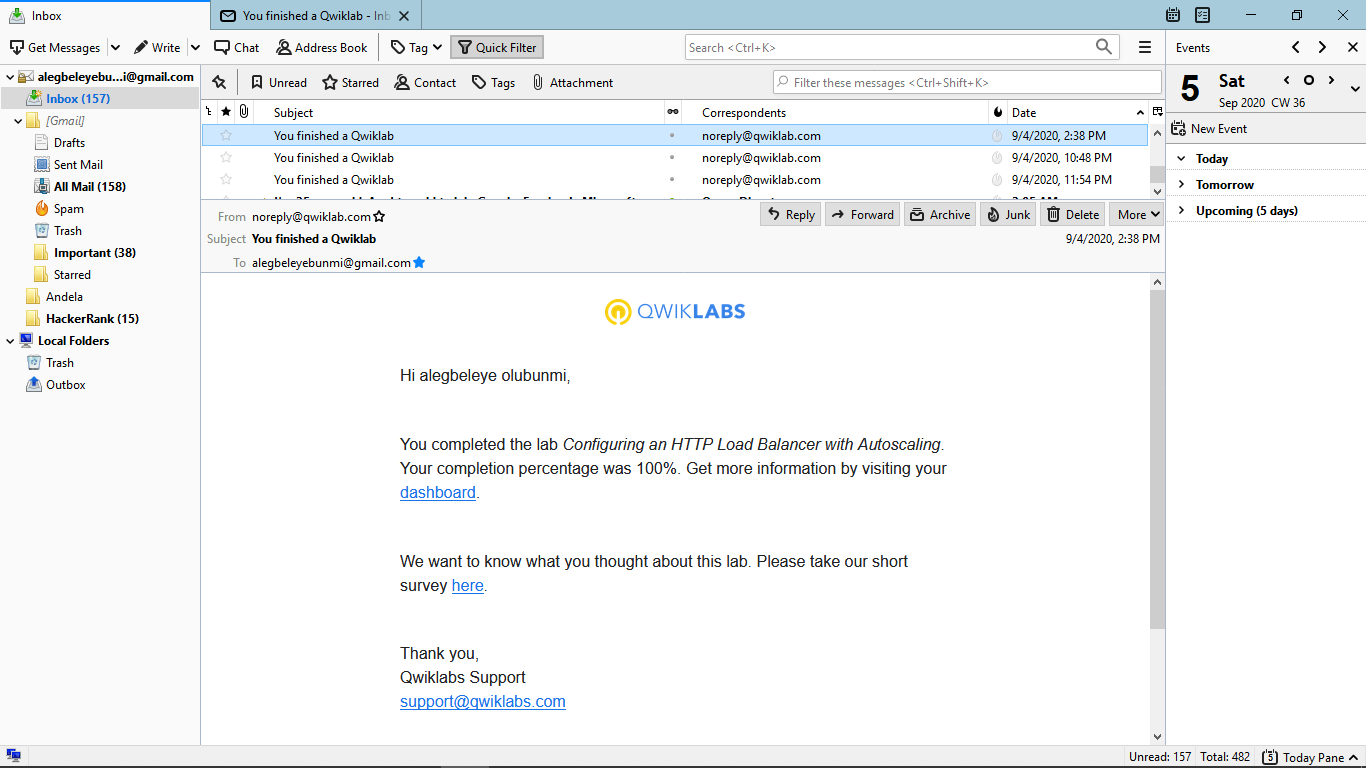 Inbox
You finished a Qwiklab - Inb
Get Messages
Write
Chat
Address Book
Tag
Quick Filter
Search <Ctrl+K>
Events
alegbeleyebu...i@gmail.com
Inbox (157)
[Gmail]
Drafts
Sent Mail
All Mail (158)
Spam
Trash
Important (38)
Starred
Andela
HackerRank (15)
Local Folders
Trash
Outbox
Unread
Starred
Contact
Tags
Attachment
Filter these messages <Ctrl+Shift+K>
Subject
Correspondents
Date
You finished a Qwiklab noreply@qwiklab.com 9/4/2020, 2:38 PM
You finished a Qwiklab noreply@qwiklab.com 9/4/2020, 10:48 PM
You finished a Qwiklab noreply@qwiklab.com 9/4/2020, 11:54 PM
From noreply@qwiklab.com
Reply
Forward
Archive
Junk
Delete
More
Subject You finished a Qwiklab
9/4/2020, 2:38 PM
To alegbeleyebunmi@gmail.com
QWIKLABS
Hi alegbeleye olubunmi,
You completed the lab Configuring an HTTP Load Balancer with Autoscaling.
Your completion percentage was 100%. Get more information by visiting your
dashboard.
We want to know what you thought about this lab. Please take our short
survey here.
Thank you,
Qwiklabs Support
support@qwiklabs.com
5
Sat
Sep 2020 CW 36
New Event
Today
Tomorrow
Upcoming (5 days)
Unread: 157
Total: 482
5
Today Pane